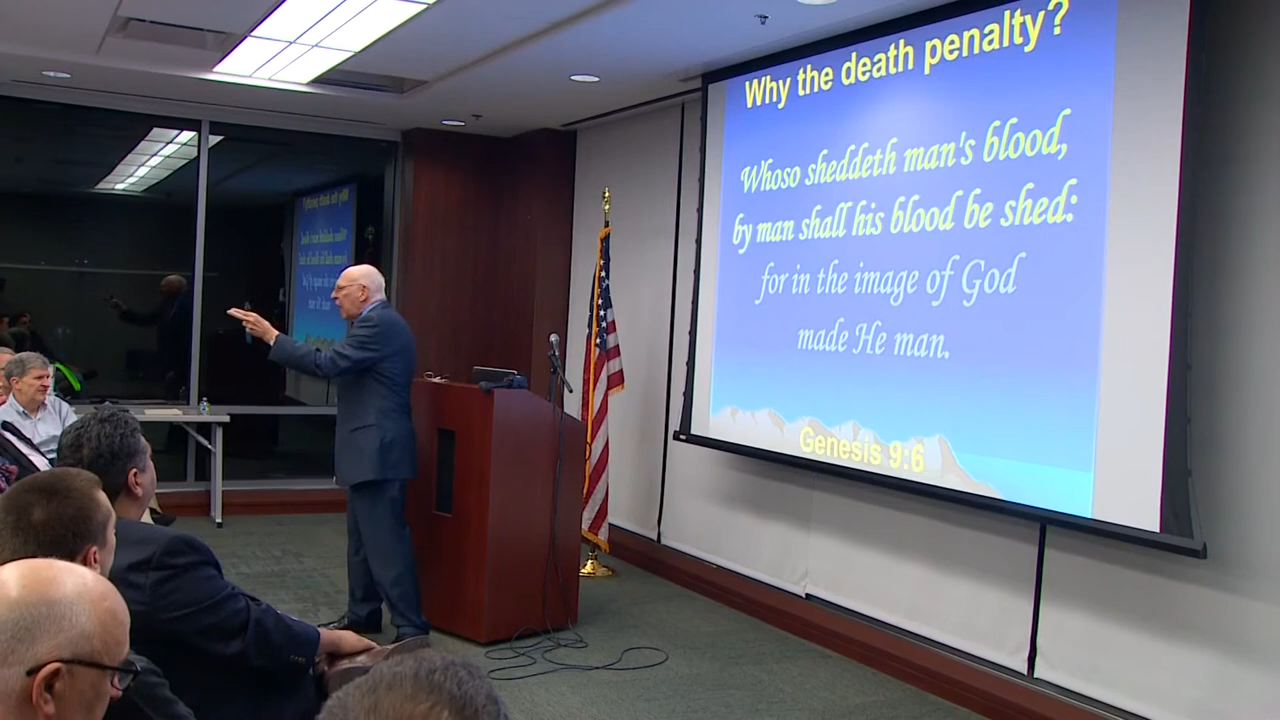 Why the death penalty?
Whoso sheddeth man's blood,
by man shall his blood be shed:
for in the image of God
made He man.
Genesis 9:6